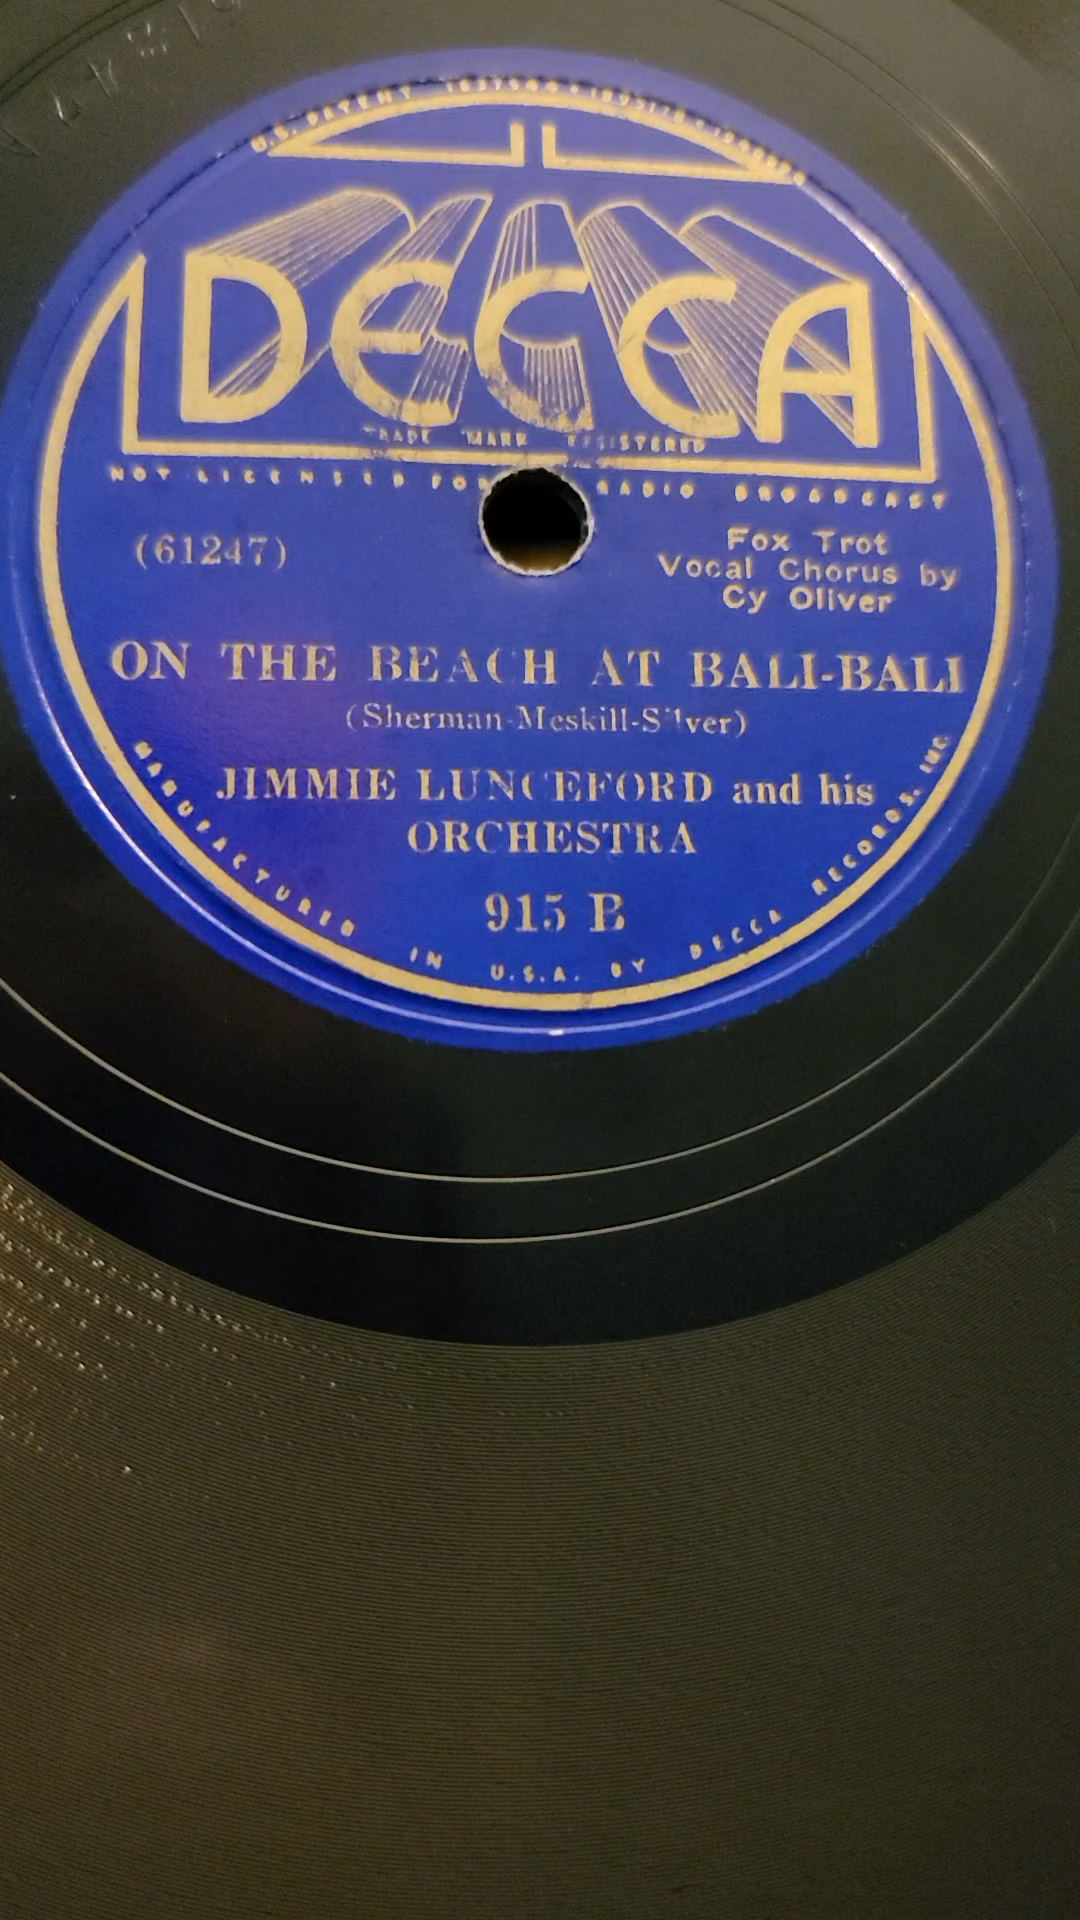 U.S. PATENT
DECCA
TRADE MARK REGISTERED
NOT LICENSED FOR RADIO BROADCAST
(61247)
Fox Trot
Vocal Chorus by
Cy Oliver
ON THE BEACH AT BALI-BALI
(Sherman-Meskill-Silver)
JIMMIE LUNCEFORD and his
ORCHESTRA
915 B
MANUFACTURED IN U.S.A. BY DECCA RECORDS, INC.